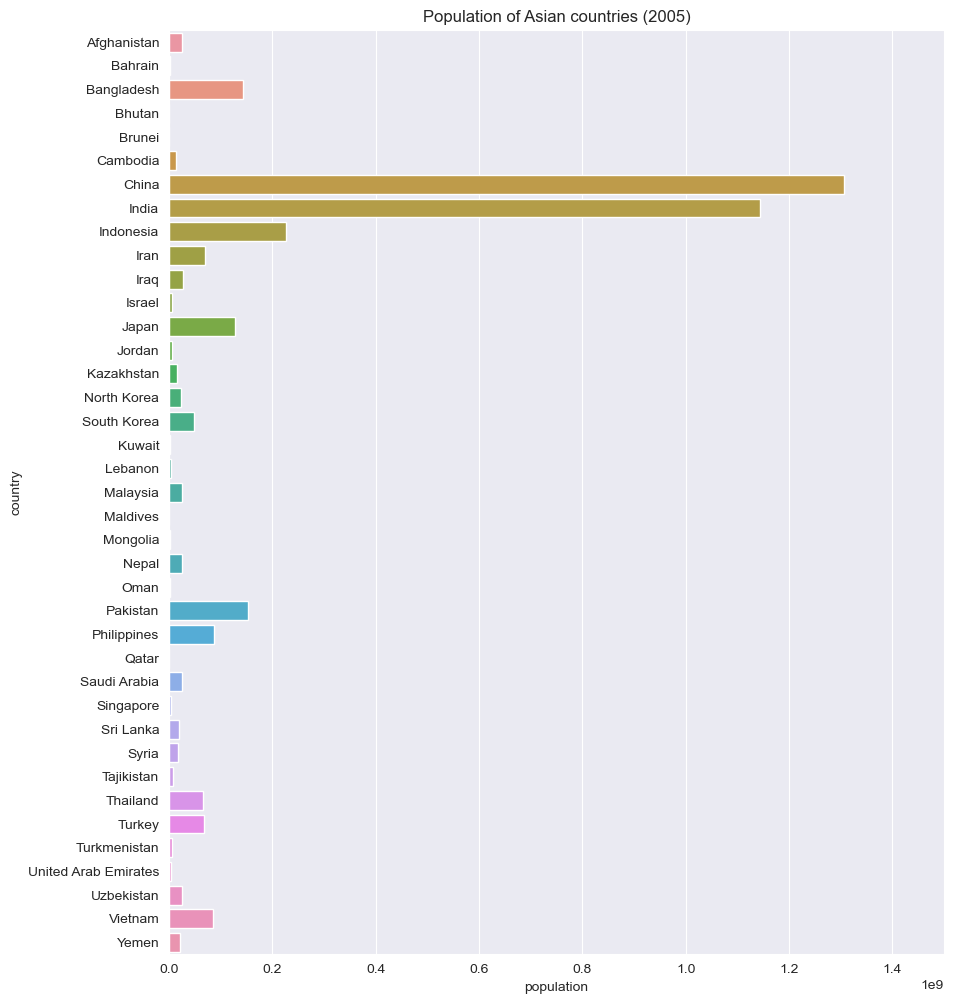 Population of Asian countries (2005)
Afghanistan
Bahrain
Bangladesh
Bhutan
Brunei
Cambodia
China
India
Indonesia
Iran
Iraq
Israel
Japan
Jordan
Kazakhstan
North Korea
South Korea
Kuwait
Lebanon
Malaysia
Maldives
Mongolia
Nepal
Oman
Pakistan
Philippines
Qatar
Saudi Arabia
Singapore
Sri Lanka
Syria
Tajikistan
Thailand
Turkey
Turkmenistan
United Arab Emirates
Uzbekistan
Vietnam
Yemen
country
0.0 0.2 0.4 0.6 0.8 1.0 1.2 1.4
1e9
population